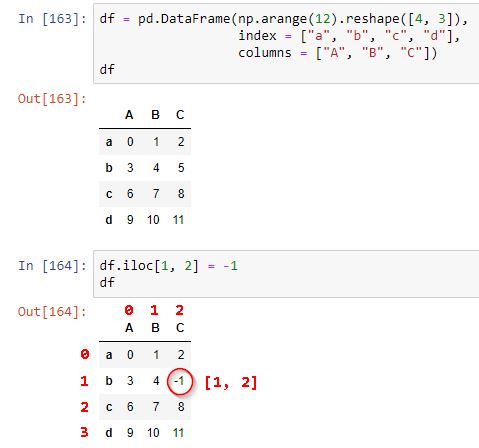 In [163]: df = pd.DataFrame(np.arange(12).reshape([4, 3]),
index = ["a", "b", "c", "d"],
columns = ["A", "B", "C"])
df
Out[163]:
A B C
a 0 1 2
b 3 4 5
c 6 7 8
d 9 10 11
In [164]: df.iloc[1, 2] = -1
df
Out[164]:
0 1 2
A B C
0 a 0 1 2
1 b 3 4 -1 [1, 2]
2 c 6 7 8
3 d 9 10 11